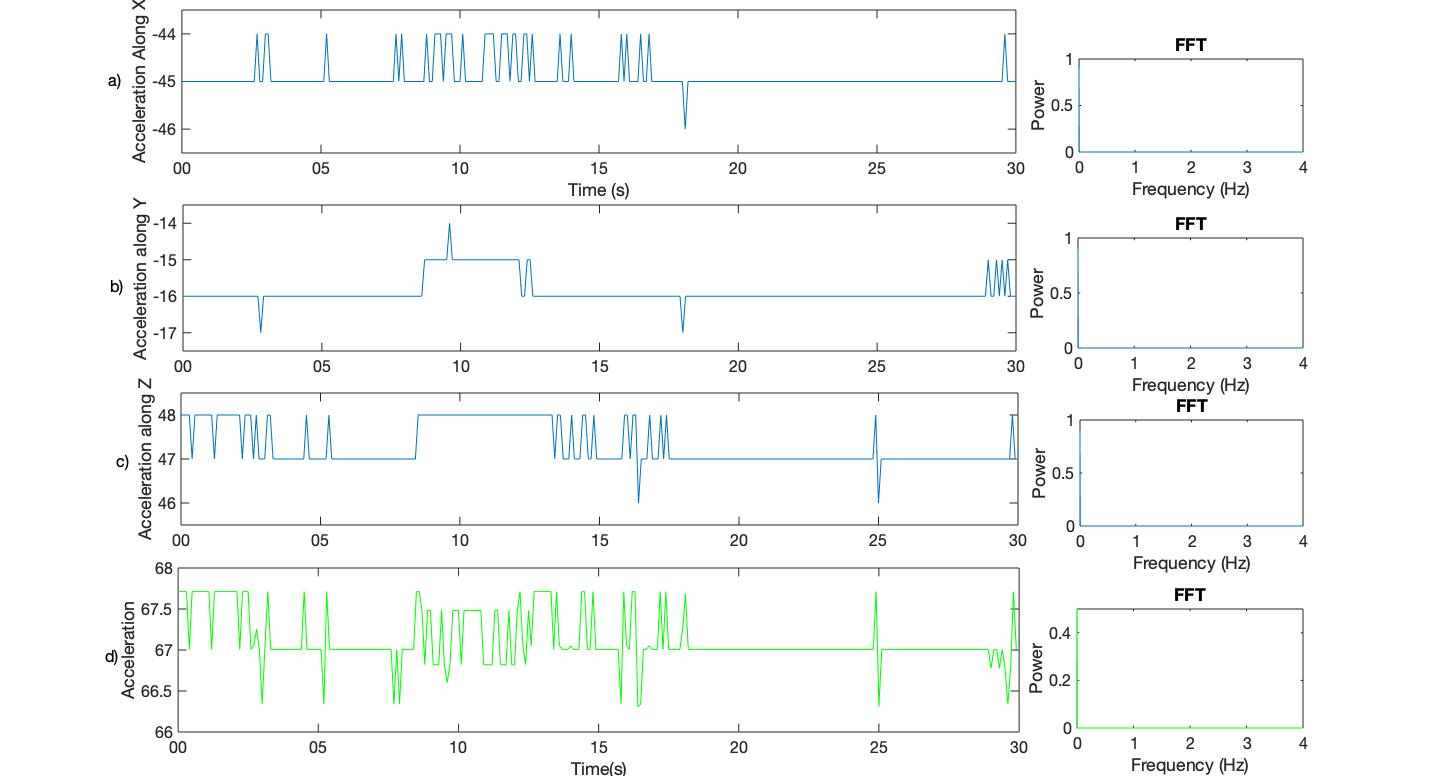 a)
Acceleration Along X
-44
-45
-46
00 05 10 15 20 25 30
Time (s)
FFT
Power
1
0.5
0
0 1 2 3 4
Frequency (Hz)
b)
Acceleration along Y
-14
-15
-16
-17
00 05 10 15 20 25 30
FFT
Power
1
0.5
0
0 1 2 3 4
Frequency (Hz)
c)
Acceleration along Z
48
47
46
00 05 10 15 20 25 30
FFT
Power
1
0.5
0
0 1 2 3 4
Frequency (Hz)
d)
Acceleration
68
67.5
67
66.5
66
00 05 10 15 20 25 30
Time(s)
FFT
Power
0.4
0.2
0
0 1 2 3 4
Frequency (Hz)